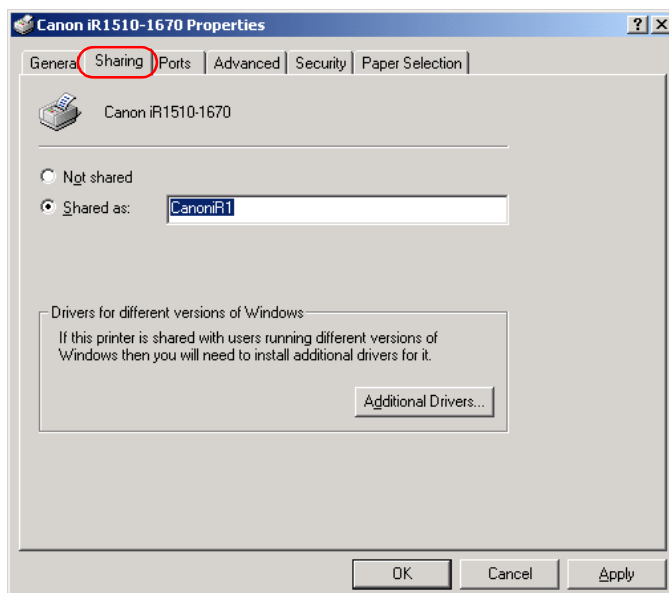 Canon iR1510-1670 Properties
General Sharing Ports Advanced Security Paper Selection
Canon iR1510-1670
Not shared
Shared as: CanoniR1
Drivers for different versions of Windows
If this printer is shared with users running different versions of
Windows then you will need to install additional drivers for it.
Additional Drivers...
OK Cancel Apply